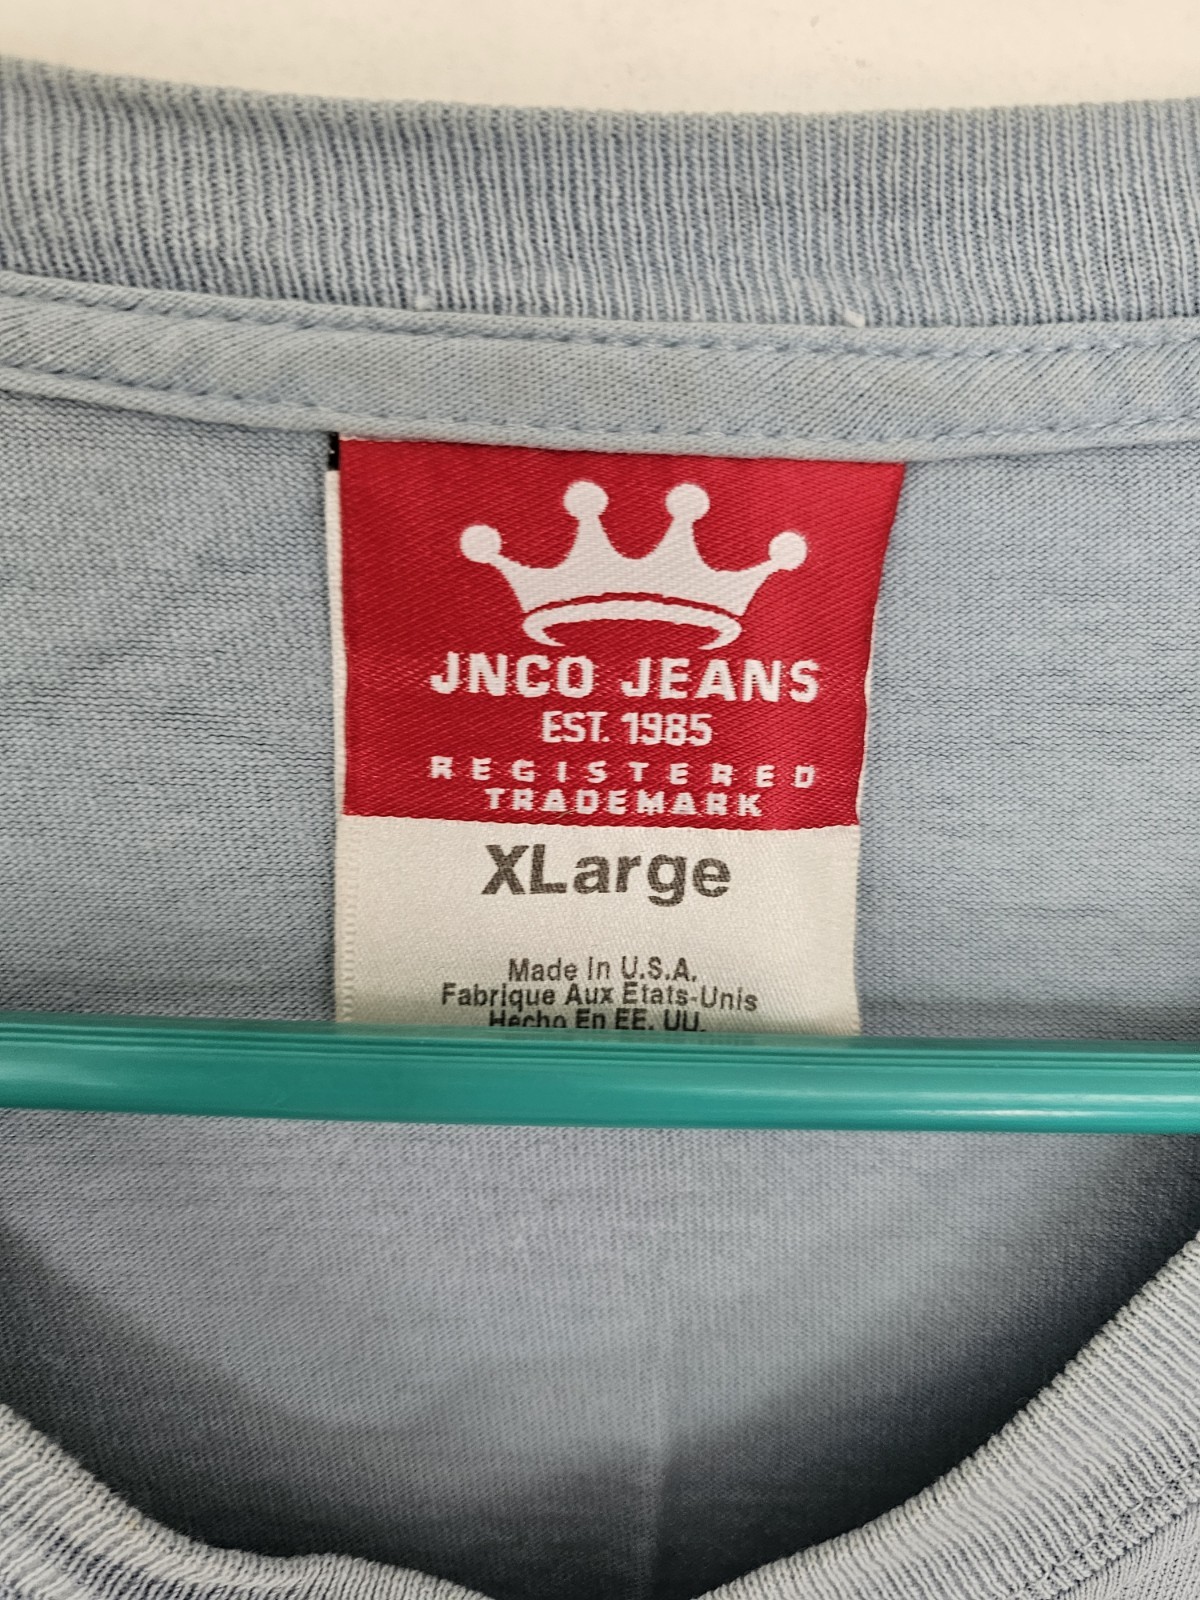 JNCO JEANS
EST. 1985
REGISTERED
TRADEMARK
XLarge
Made In U.S.A.
Fabrique Aux Etats-Unis
Hecho En EE. UU.